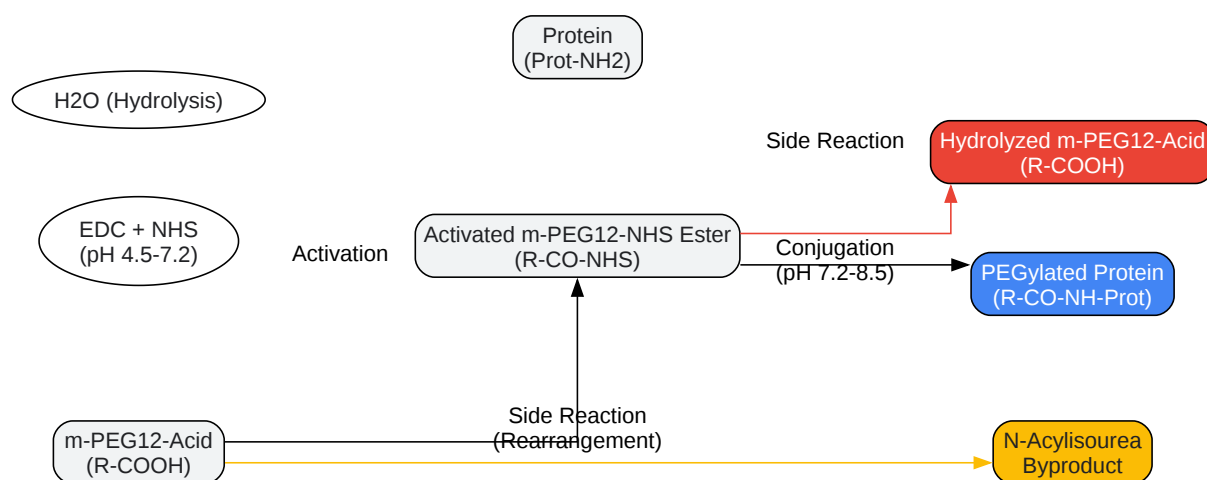 Protein
(Prot-NH2)
H2O (Hydrolysis)
Side Reaction
Hydrolyzed m-PEG12-Acid
(R-COOH)
EDC + NHS
(pH 4.5-7.2)
Activation
Activated m-PEG12-NHS Ester
(R-CO-NHS)
Conjugation
(pH 7.2-8.5)
PEGylated Protein
(R-CO-NH-Prot)
m-PEG12-Acid
(R-COOH)
Side Reaction
(Rearrangement)
N-Acylisourea
Byproduct